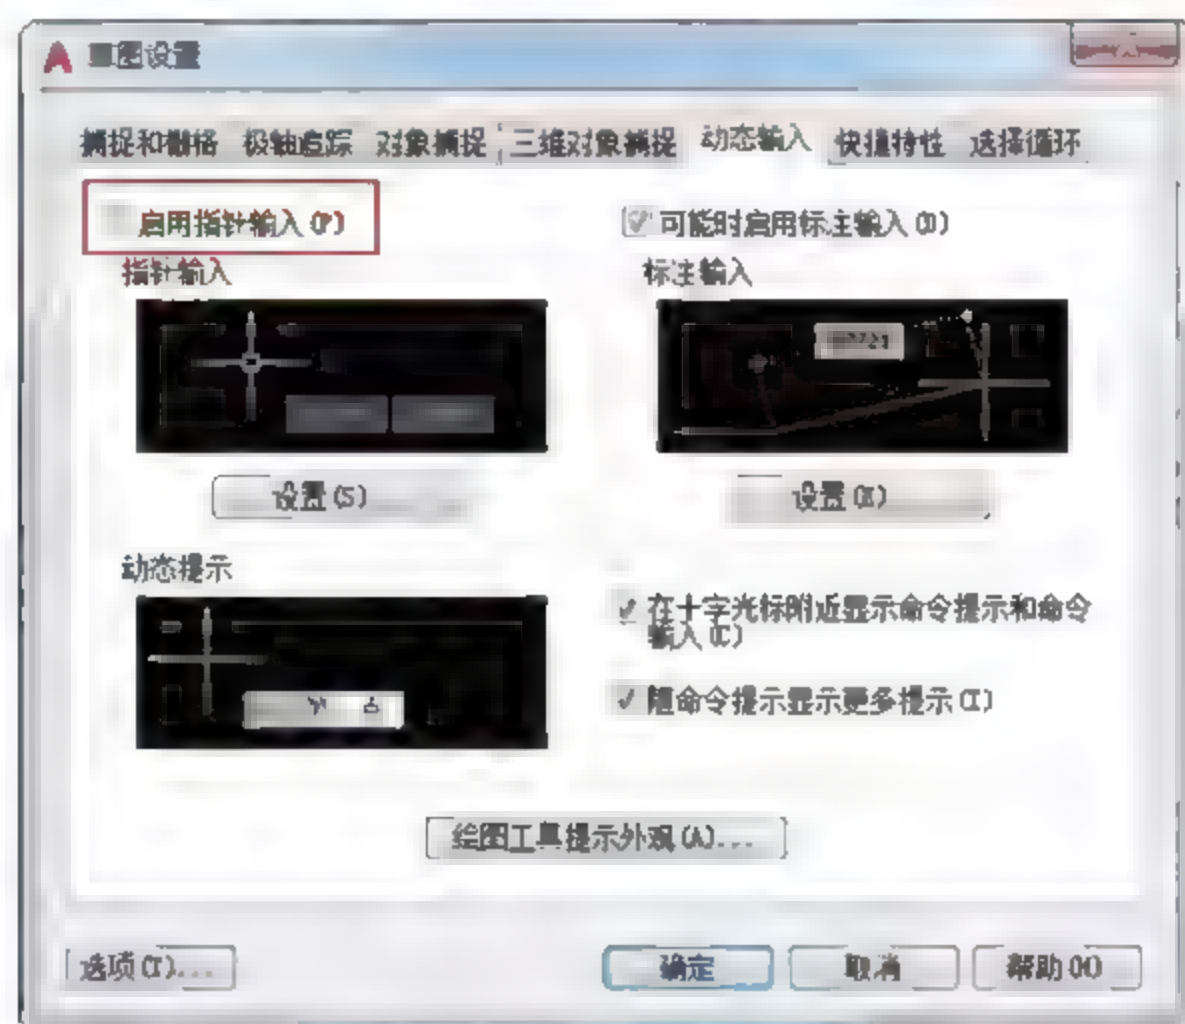 草图设置
捕捉和栅格 极轴追踪 对象捕捉 三维对象捕捉 动态输入 快捷特性 选择循环
启用指针输入(P)
可能时启用标主输入(D)
指针输入
标注输入
设置(S)
设置(E)
动态提示
在十字光标附近显示命令提示和命令
输入(C)
随命令提示显示更多提示(I)
绘图工具提示外观(A)...
选项(T)...
确定
取消
帮助(H)